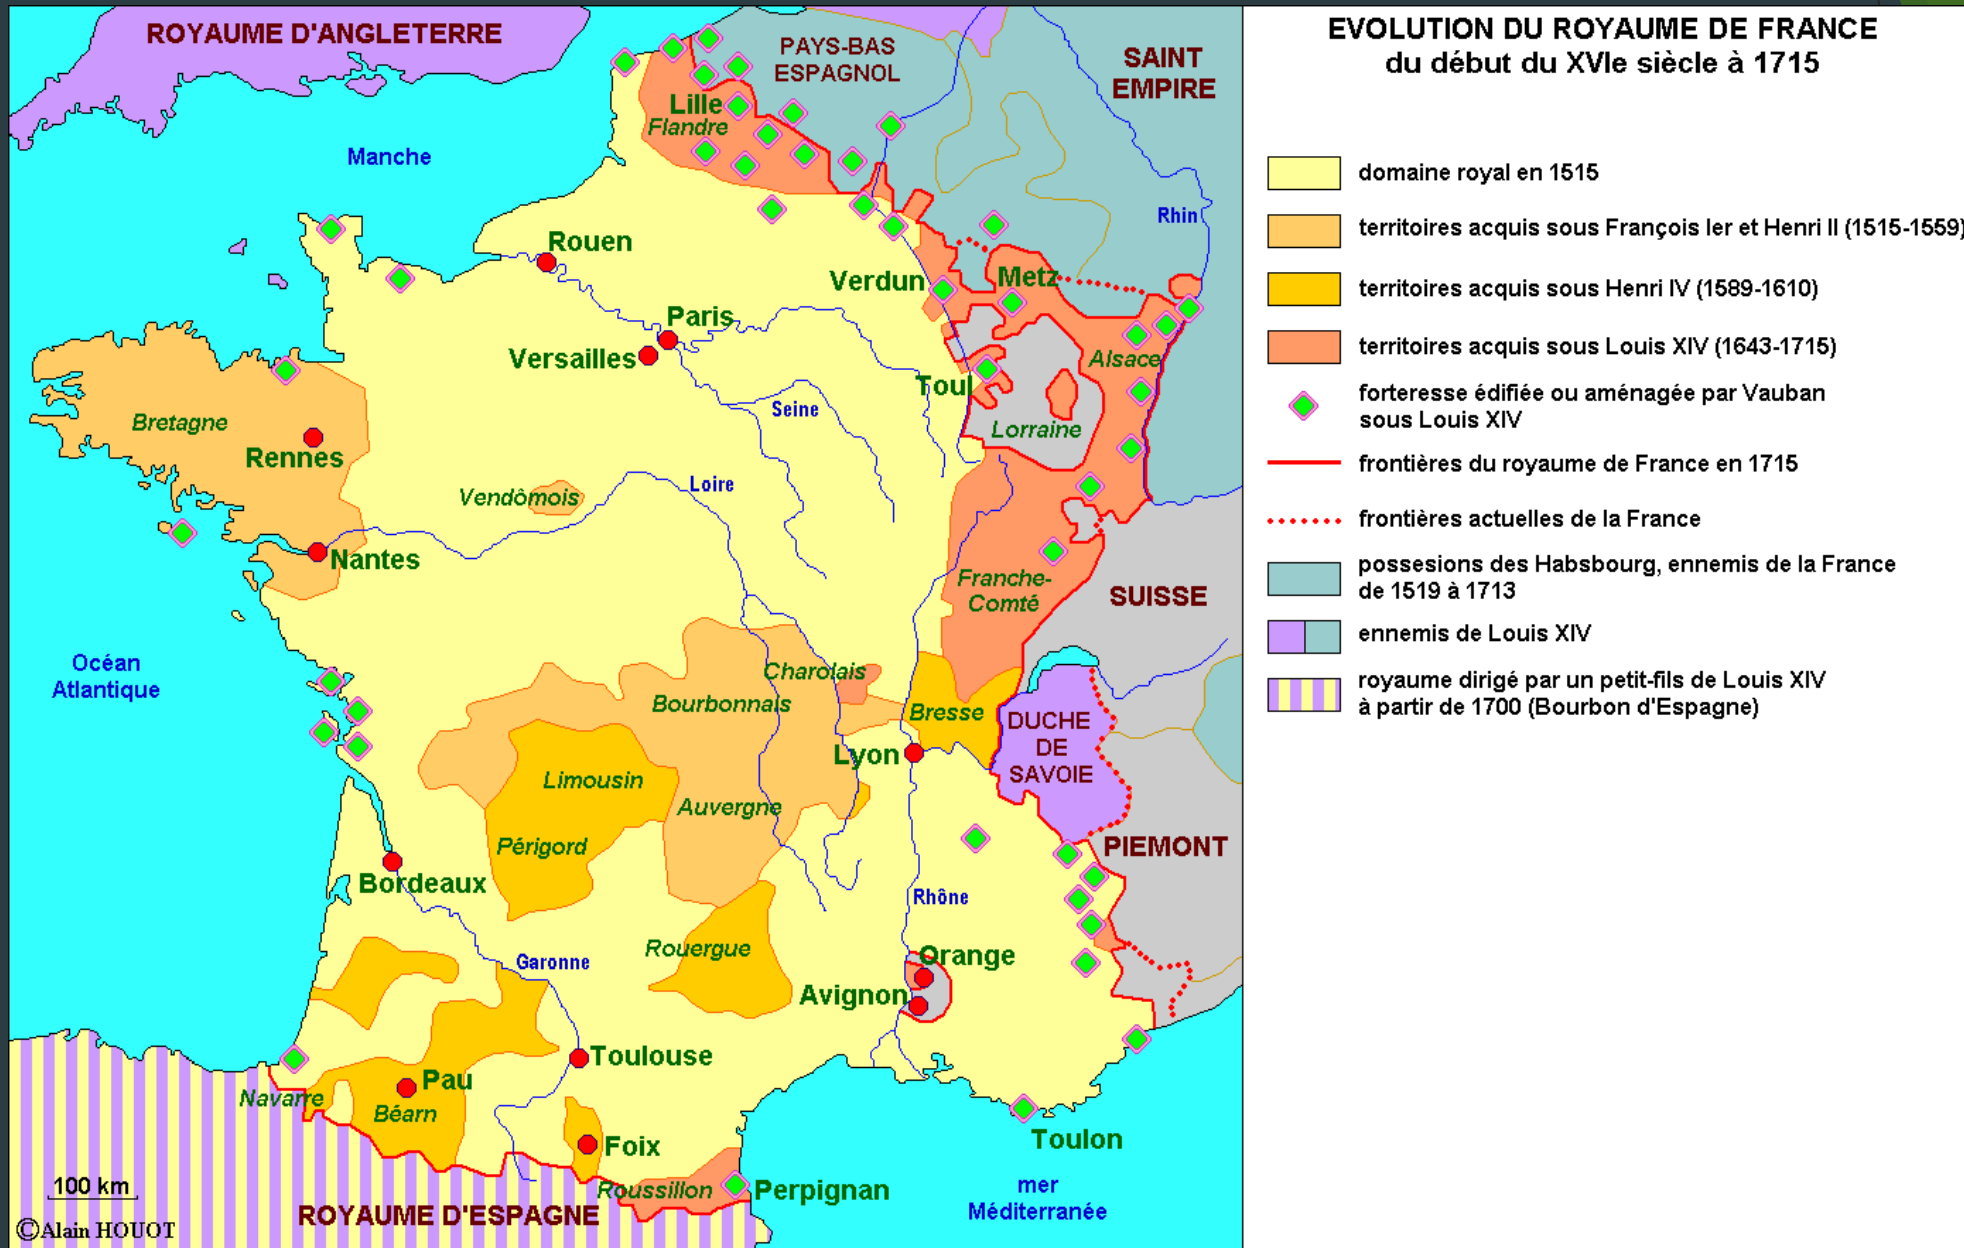 EVOLUTION DU ROYAUME DE FRANCE
du début du XVIe siècle à 1715
domaine royal en 1515
territoires acquis sous François Ier et Henri II (1515-1559)
territoires acquis sous Henri IV (1589-1610)
territoires acquis sous Louis XIV (1643-1715)
forteresse édifiée ou aménagée par Vauban
sous Louis XIV
frontières du royaume de France en 1715
frontières actuelles de la France
possesions des Habsbourg, ennemis de la France
de 1519 à 1713
ennemis de Louis XIV
royaume dirigé par un petit-fils de Louis XIV
à partir de 1700 (Bourbon d'Espagne)
ROYAUME D'ANGLETERRE
PAYS-BAS
ESPAGNOL
SAINT
EMPIRE
Lille
Flandre
Manche
Rhin
Rouen
Verdun
Metz
Paris
Versailles
Alsace
Toul
Seine
Bretagne
Lorraine
Rennes
Loire
Vendômois
Nantes
Franche-
Comté
SUISSE
Océan
Atlantique
Charolais
Bourbonnais
Bresse
DUCHE
DE
SAVOIE
Lyon
Limousin
Auvergne
Périgord
PIEMONT
Bordeaux
Rhône
Rouergue
Garonne
Orange
Avignon
Toulouse
Pau
Navarre
Béarn
Toulon
Foix
Roussillon
Perpignan
mer
Méditerranée
100 km
ROYAUME D'ESPAGNE
©Alain HOUOT